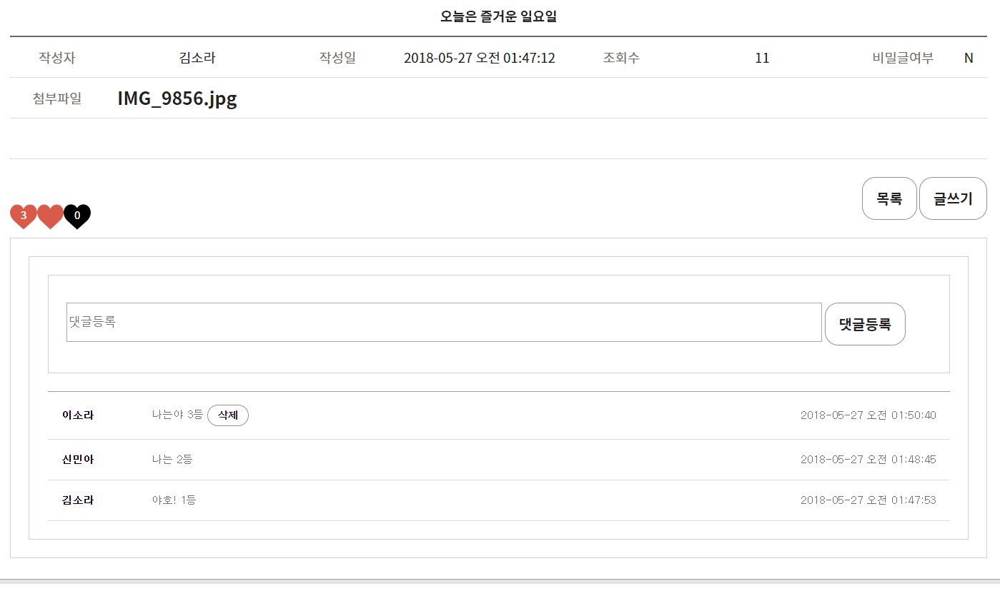 오늘은 즐거운 일요일
작성자 김소라 작성일 2018-05-27 오전 01:47:12 조회수 11 비밀글여부 N
첨부파일 IMG_9856.jpg
목록 글쓰기
3 0
댓글등록 댓글등록
이소라 나는야 3등 삭제 2018-05-27 오전 01:50:40
신민아 나는 2등 2018-05-27 오전 01:48:45
김소라 야호! 1등 2018-05-27 오전 01:47:53